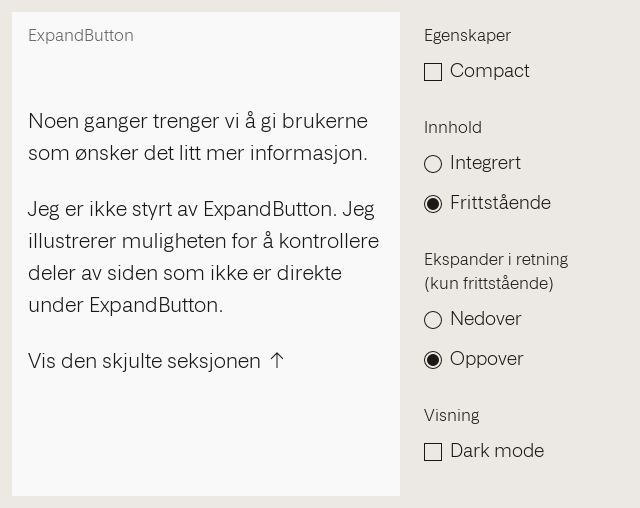 ExpandButton
Noen ganger trenger vi å gi brukerne
som ønsker det litt mer informasjon.
Jeg er ikke styrt av ExpandButton. Jeg
illustrerer muligheten for å kontrollere
deler av siden som ikke er direkte
under ExpandButton.
Vis den skjulte seksjonen ↑
Egenskaper
Compact
Innhold
Integrert
Frittstående
Ekspander i retning
(kun frittstående)
Nedover
Oppover
Visning
Dark mode